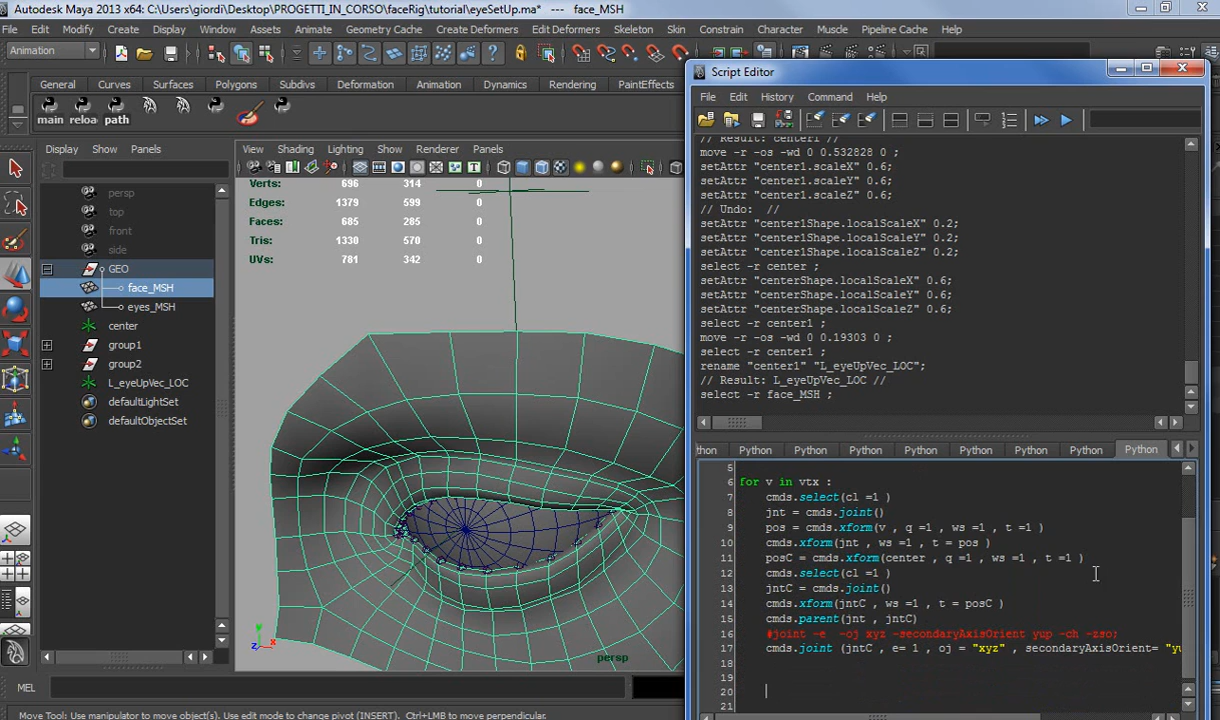 Autodesk Maya 2013 x64: C:\Users\giordi\Desktop\PROGETTI_IN_CORSO\faceRig\tutorial\eyeSetUp.ma* --- face_MSH
File Edit Modify Create Display Window Assets Animate Geometry Cache Create Deformers Edit Deformers Skeleton Skin Constrain Character Muscle Pipeline Cache Help
Animation
General Curves Surfaces Polygons Subdivs Deformation Animation Dynamics Rendering PaintEffects
main reloa path
Display Show Panels
View Shading Lighting Show Renderer Panels
persp
top
front
side
GEO
face_MSH
eyes_MSH
center
group1
group2
L_eyeUpVec_LOC
defaultLightSet
defaultObjectSet
Verts: 696 314 0
Edges: 1379 599 0
Faces: 685 285 0
Tris: 1330 570 0
UVs: 781 342 0
persp
y
z x
Script Editor
File Edit History Command Help
// Result: center1 //
move -r -os -wd 0 0.532828 0 ;
setAttr "center1.scaleX" 0.6;
setAttr "center1.scaleY" 0.6;
setAttr "center1.scaleZ" 0.6;
// Undo: //
setAttr "center1Shape.localScaleX" 0.2;
setAttr "center1Shape.localScaleY" 0.2;
setAttr "center1Shape.localScaleZ" 0.2;
select -r center ;
setAttr "centerShape.localScaleX" 0.6;
setAttr "centerShape.localScaleY" 0.6;
setAttr "centerShape.localScaleZ" 0.6;
select -r center1 ;
move -r -os -wd 0 0.19303 0 ;
select -r center1 ;
rename "center1" "L_eyeUpVec_LOC";
// Result: L_eyeUpVec_LOC //
select -r face_MSH ;
hon Python Python Python Python Python Python Python Python
5
6 for v in vtx :
7 cmds.select(cl =1 )
8 jnt = cmds.joint()
9 pos = cmds.xform(v , q =1 , ws =1 , t =1 )
10 cmds.xform(jnt , ws =1 , t = pos )
11 posC = cmds.xform(center , q =1 , ws =1 , t =1 )
12 cmds.select(cl =1 )
13 jntC = cmds.joint()
14 cmds.xform(jntC , ws =1 , t = posC )
15 cmds.parent(jnt , jntC)
16 #joint -e -oj xyz -secondaryAxisOrient yup -ch -zso;
17 cmds.joint (jntC , e= 1 , oj = "xyz" , secondaryAxisOrient= "yu
18
20
21
MEL
Move Tool: Use manipulator to move object(s). Use edit mode to change pivot (INSERT). Ctrl+LMB to move perpendicular.